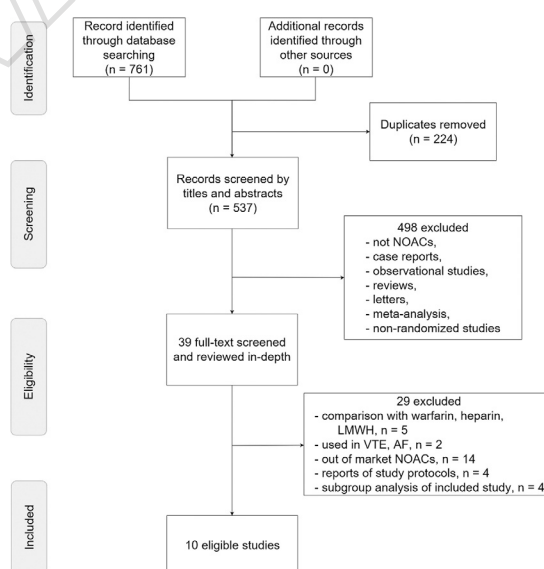 Identification
Record identified
through database
searching
(n = 761)
Additional records
identified through
other sources
(n = 0)
Duplicates removed
(n = 224)
Screening
Records screened by
titles and abstracts
(n = 537)
498 excluded
- not NOACs,
- case reports,
- observational studies,
- reviews,
- letters,
- meta-analysis,
- non-randomized studies
Eligibility
39 full-text screened
and reviewed in-depth
29 excluded
- comparison with warfarin, heparin,
LMWH, n = 5
- used in VTE, AF, n = 2
- out of market NOACs, n = 14
- reports of study protocols, n = 4
- subgroup analysis of included study, n = 4
Included
10 eligible studies